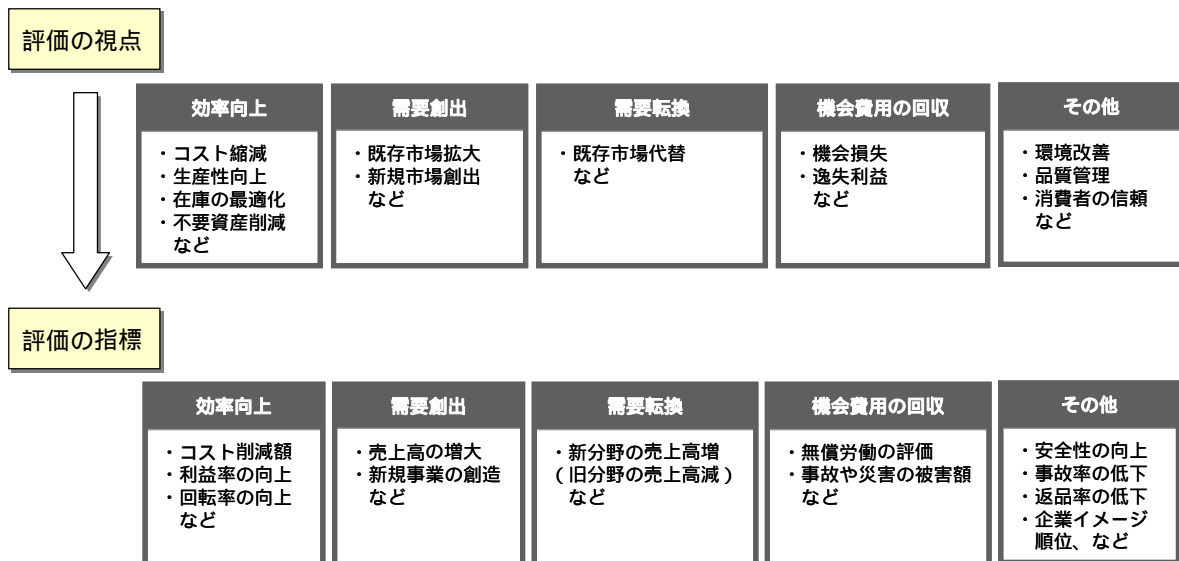 評価の視点
効率向上
・コスト縮減
・生産性向上
・在庫の最適化
・不要資産削減
など
需要創出
・既存市場拡大
・新規市場創出
など
需要転換
・既存市場代替
など
機会費用の回収
・機会損失
・逸失利益
など
その他
・環境改善
・品質管理
・消費者の信頼
など
評価の指標
効率向上
・コスト削減額
・利益率の向上
・回転率の向上
など
需要創出
・売上高の増大
・新規事業の創造
など
需要転換
・新分野の売上高増
（旧分野の売上高減）
など
機会費用の回収
・無償労働の評価
・事故や災害の被害額
など
その他
・安全性の向上
・事故率の低下
・返品率の低下
・企業イメージ
順位、など